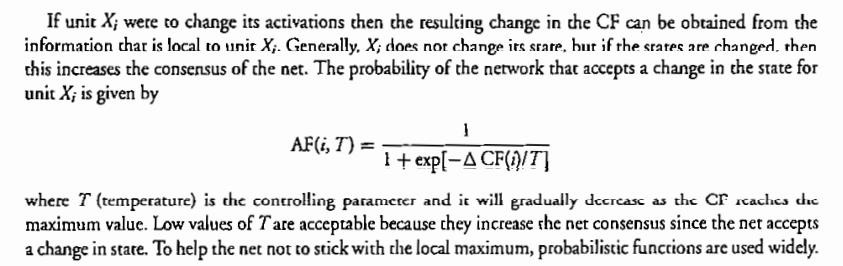 If unit Xᵢ were to change its activations then the resulting change in the CF can be obtained from the
information that is local to unit Xᵢ. Generally, Xᵢ does not change its state, but if the states are changed, then
this increases the consensus of the net. The probability of the network that accepts a change in the state for
unit Xᵢ is given by
AF(i, T) = 1 / (1 + exp[−Δ CF(i)/T])
where T (temperature) is the controlling parameter and it will gradually decrease as the CF reaches the
maximum value. Low values of T are acceptable because they increase the net consensus since the net accepts
a change in state. To help the net not to stick with the local maximum, probabilistic functions are used widely.